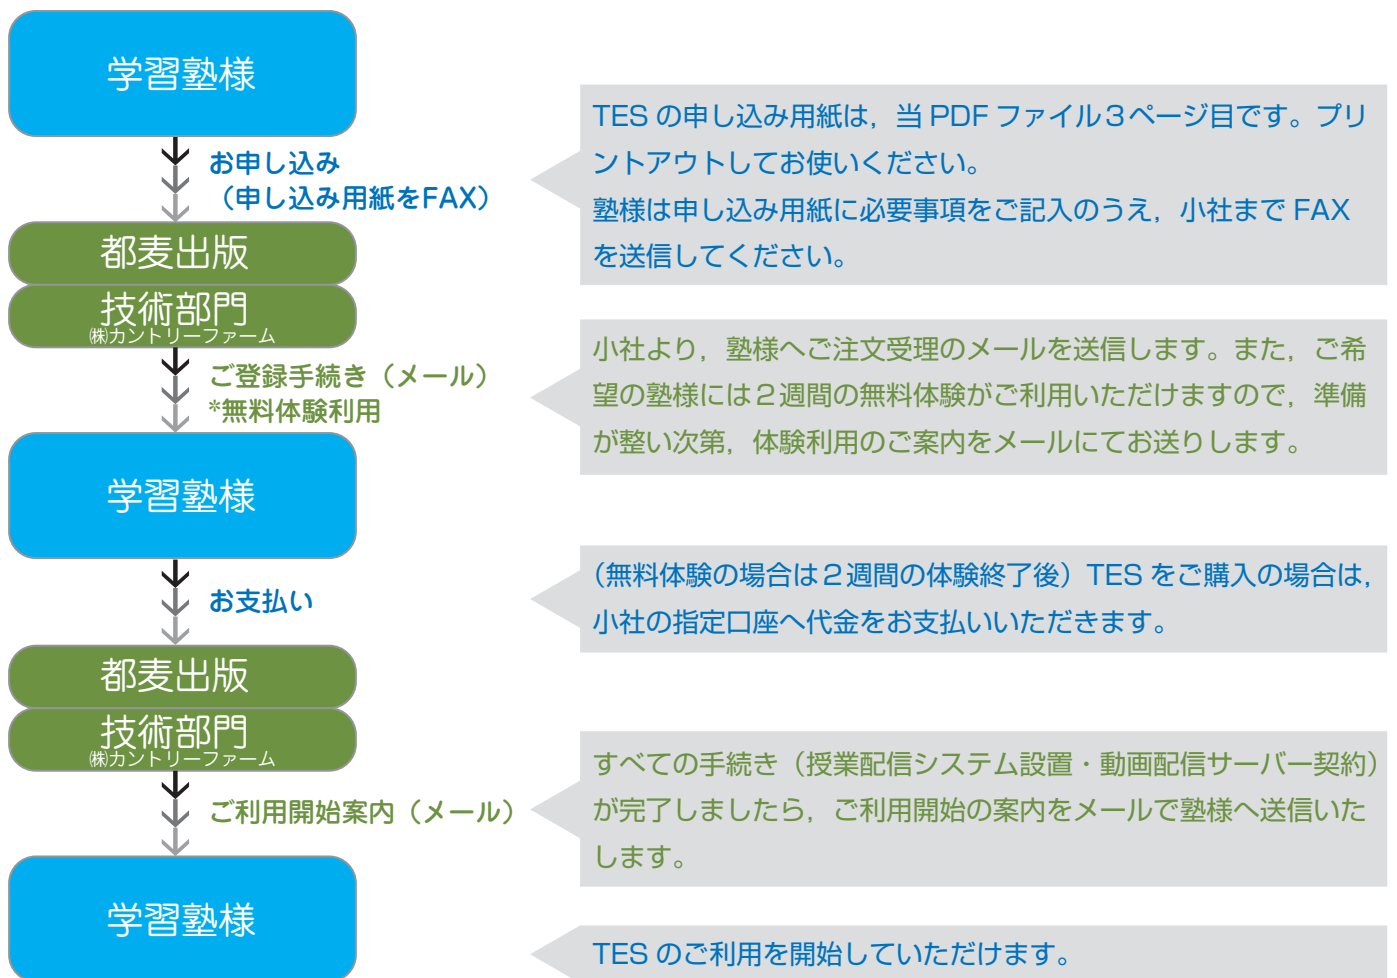 学習塾様
お申し込み
（申し込み用紙をFAX）
TES の申し込み用紙は，当 PDF ファイル３ページ目です。プリ
ントアウトしてお使いください。
塾様は申し込み用紙に必要事項をご記入のうえ，小社まで FAX
を送信してください。
都麦出版
技術部門
㈱カントリーファーム
ご登録手続き（メール）
*無料体験利用
小社より，塾様へご注文受理のメールを送信します。また，ご希
望の塾様には２週間の無料体験がご利用いただけますので，準備
が整い次第，体験利用のご案内をメールにてお送りします。
学習塾様
お支払い
（無料体験の場合は２週間の体験終了後）TES をご購入の場合は，
小社の指定口座へ代金をお支払いいただきます。
都麦出版
技術部門
㈱カントリーファーム
ご利用開始案内（メール）
すべての手続き（授業配信システム設置・動画配信サーバー契約）
が完了しましたら，ご利用開始の案内をメールで塾様へ送信いた
します。
学習塾様
TES のご利用を開始していただけます。